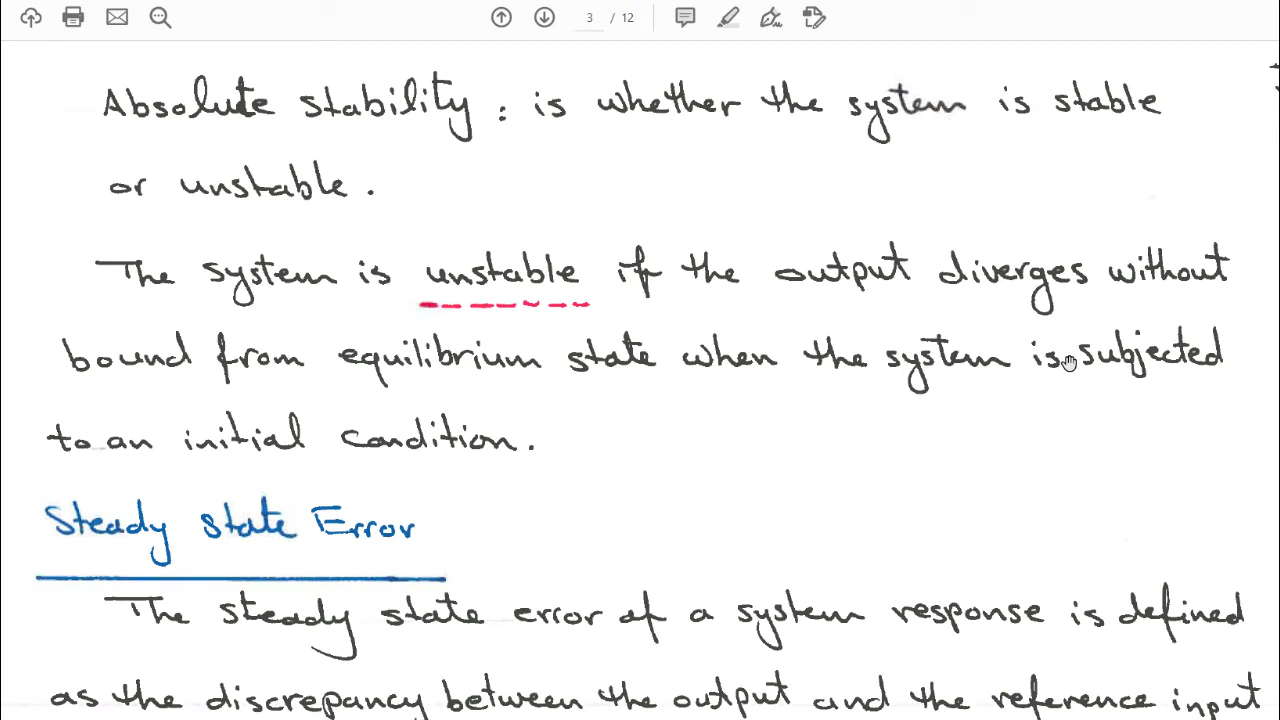 3 / 12
Absolute stability : is whether the system is stable
or unstable .
The system is unstable if the output diverges without
bound from equilibrium state when the system is subjected
to an initial condition .
Steady state Error
The steady state error of a system response is defined
as the discrepancy between the output and the reference input